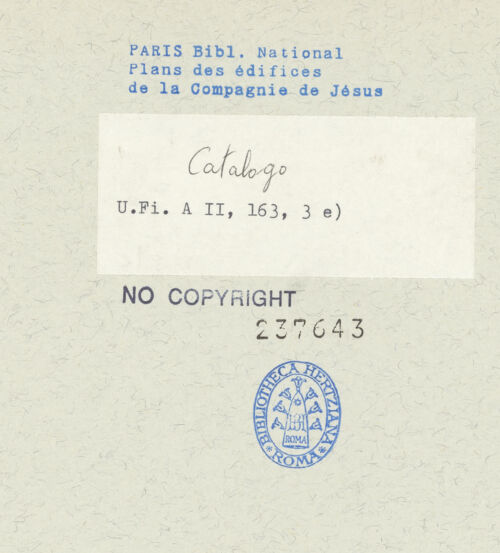 PARIS Bibl. National
Plans des édifices
de la Compagnie de Jésus
Catalogo
U.Fi. A II, 163, 3 e)
NO COPYRIGHT
237643
BIBLIOTHECA HERTZIANA
ROMA
ROMA